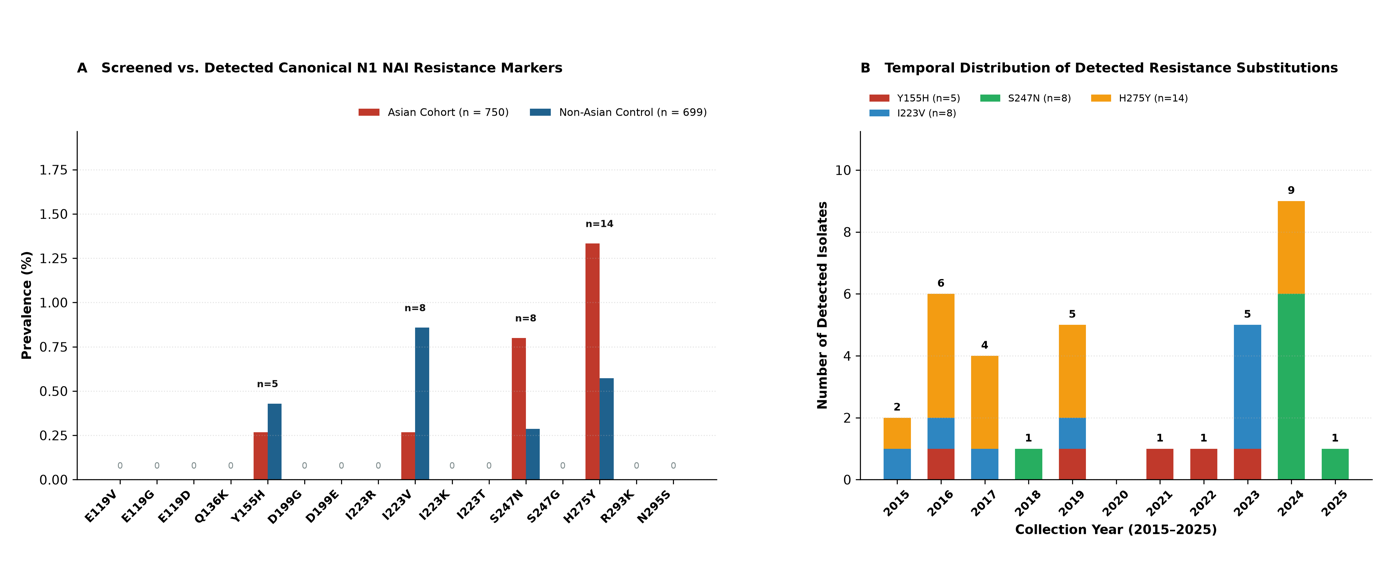 A   Screened vs. Detected Canonical N1 NAI Resistance Markers
Asian Cohort (n = 750)   Non-Asian Control (n = 699)
Prevalence (%)
1.75
1.50
1.25
1.00
0.75
0.50
0.25
0.00
n=5
n=8
n=8
n=14
0 0 0 0 0 0 0 0 0 0 0 0
E119V E119G E119D Q136K Y155H D199G D199E I223R I223V I223K I223T S247N S247G H275Y R293K N295S
B   Temporal Distribution of Detected Resistance Substitutions
Y155H (n=5)   S247N (n=8)   H275Y (n=14)
I223V (n=8)
Number of Detected Isolates
10
8
6
4
2
0
2 6 4 1 5 1 1 5 9 1
2015 2016 2017 2018 2019 2020 2021 2022 2023 2024 2025
Collection Year (2015–2025)